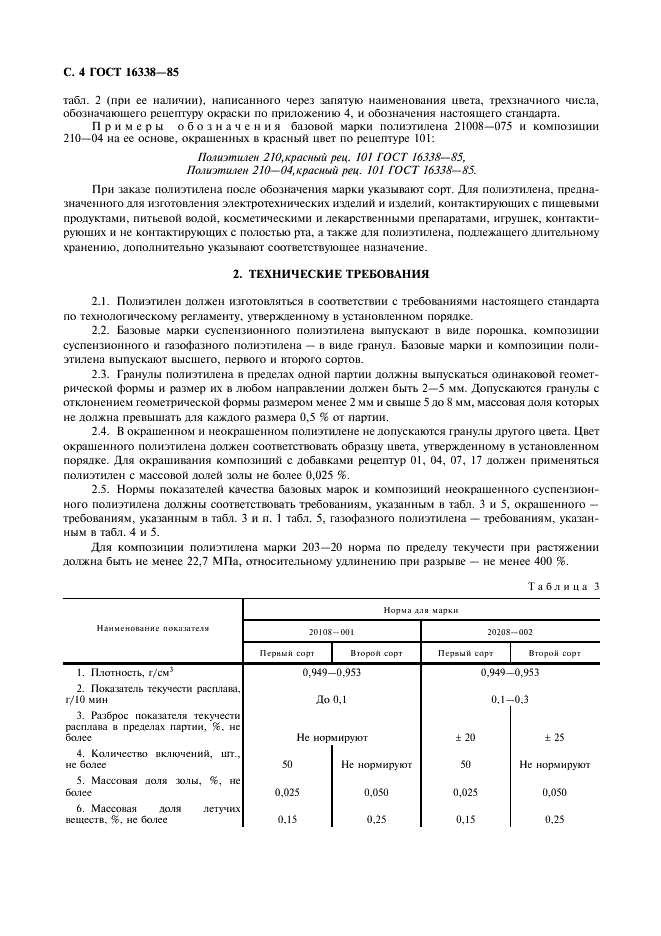 С. 4 ГОСТ 16338—85
табл. 2 (при ее наличии), написанного через запятую наименования цвета, трехзначного числа,
обозначающего рецептуру окраски по приложению 4, и обозначения настоящего стандарта.
Примеры обозначения базовой марки полиэтилена 21008—075 и композиции
210—04 на ее основе, окрашенных в красный цвет по рецептуре 101:
Полиэтилен 210,красный рец. 101 ГОСТ 16338—85,
Полиэтилен 210—04,красный рец. 101 ГОСТ 16338—85.
При заказе полиэтилена после обозначения марки указывают сорт. Для полиэтилена, предна-
значенного для изготовления электротехнических изделий и изделий, контактирующих с пищевыми
продуктами, питьевой водой, косметическими и лекарственными препаратами, игрушек, контакти-
рующих и не контактирующих с полостью рта, а также для полиэтилена, подлежащего длительному
хранению, дополнительно указывают соответствующее назначение.
2. ТЕХНИЧЕСКИЕ ТРЕБОВАНИЯ
2.1. Полиэтилен должен изготовляться в соответствии с требованиями настоящего стандарта
по технологическому регламенту, утвержденному в установленном порядке.
2.2. Базовые марки суспензионного полиэтилена выпускают в виде порошка, композиции
суспензионного и газофазного полиэтилена — в виде гранул. Базовые марки и композиции поли-
этилена выпускают высшего, первого и второго сортов.
2.3. Гранулы полиэтилена в пределах одной партии должны выпускаться одинаковой геомет-
рической формы и размер их в любом направлении должен быть 2—5 мм. Допускаются гранулы с
отклонением геометрической формы размером менее 2 мм и свыше 5 до 8 мм, массовая доля которых
не должна превышать для каждого размера 0,5 % от партии.
2.4. В окрашенном и неокрашенном полиэтилене не допускаются гранулы другого цвета. Цвет
окрашенного полиэтилена должен соответствовать образцу цвета, утвержденному в установленном
порядке. Для окрашивания композиций с добавками рецептур 01, 04, 07, 17 должен применяться
полиэтилен с массовой долей золы не более 0,025 %.
2.5. Нормы показателей качества базовых марок и композиций неокрашенного суспензион-
ного полиэтилена должны соответствовать требованиям, указанным в табл. 3 и 5, окрашенного —
требованиям, указанным в табл. 3 и п. 1 табл. 5, газофазного полиэтилена — требованиям, указан-
ным в табл. 4 и 5.
Для композиции полиэтилена марки 203—20 норма по пределу текучести при растяжении
должна быть не менее 22,7 МПа, относительному удлинению при разрыве — не менее 400 %.
Таблица 3
Наименование показателя
Норма для марки
20108—001 20208—002
Первый сорт Второй сорт Первый сорт Второй сорт
1. Плотность, г/см³ 0,949—0,953 0,949—0,953
2. Показатель текучести расплава,
г/10 мин До 0,1 0,1—0,3
3. Разброс показателя текучести
расплава в пределах партии, %, не
более Не нормируют ± 20 ± 25
4. Количество включений, шт.,
не более 50 Не нормируют 50 Не нормируют
5. Массовая доля золы, %, не
более 0,025 0,050 0,025 0,050
6. Массовая доля летучих
веществ, %, не более 0,15 0,25 0,15 0,25